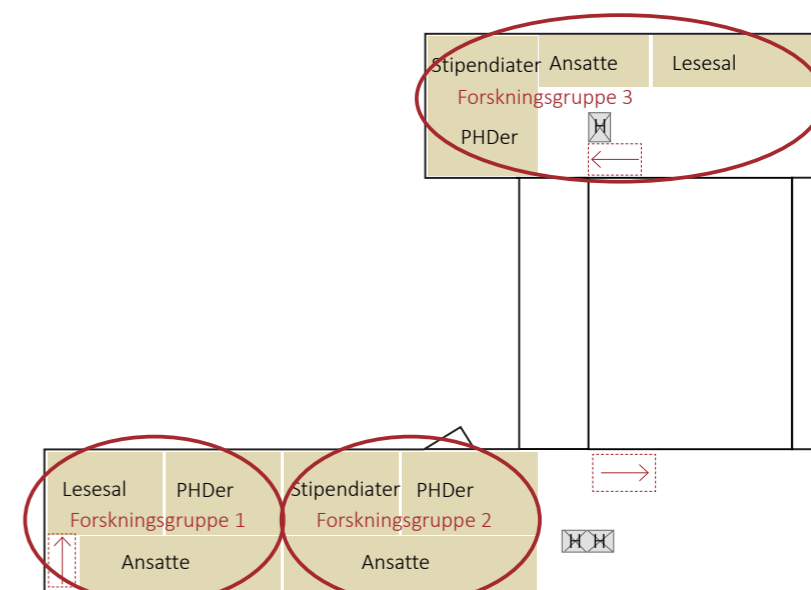 Stipendiater Ansatte Lesesal
Forskningsgruppe 3
PHDer
H
Lesesal PHDer Stipendiater PHDer
Forskningsgruppe 1 Forskningsgruppe 2
H H
Ansatte Ansatte